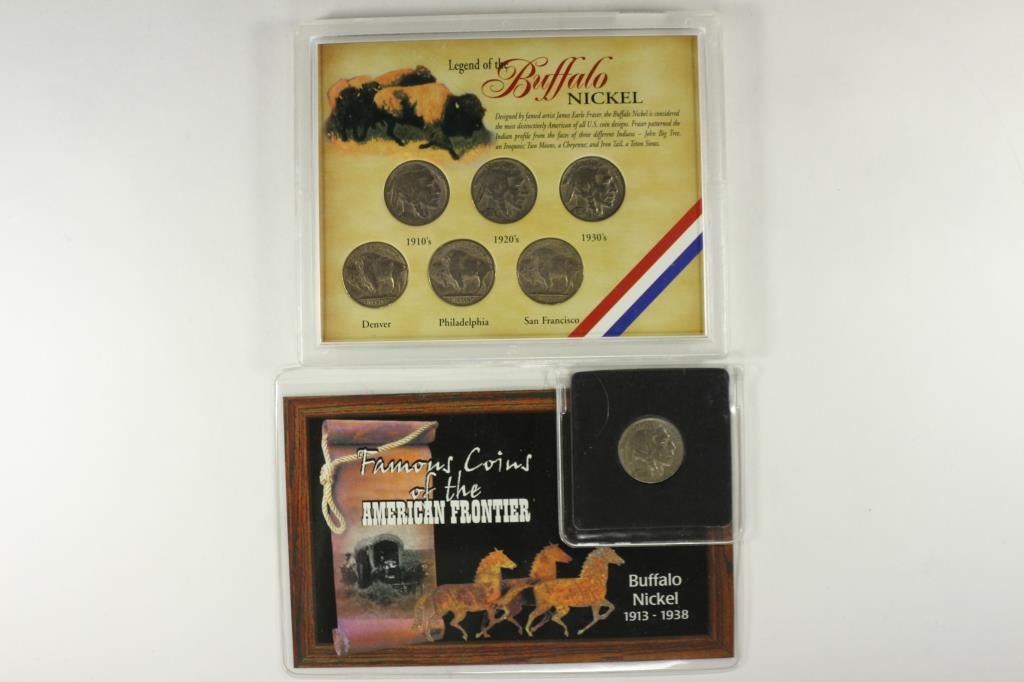 Legend of the
Buffalo
NICKEL
Designed by famed artist James Earle Fraser, the Buffalo Nickel is considered
the most distinctively American of all U.S. coin designs. Fraser patterned the
Indian profile from the faces of three different Indians – John Big Tree,
an Iroquois; Two Moons, a Cheyenne; and Iron Tail, a Teton Sioux.
1910's
1920's
1930's
Denver
Philadelphia
San Francisco
Famous Coins
of the
AMERICAN FRONTIER
Buffalo
Nickel
1913 - 1938